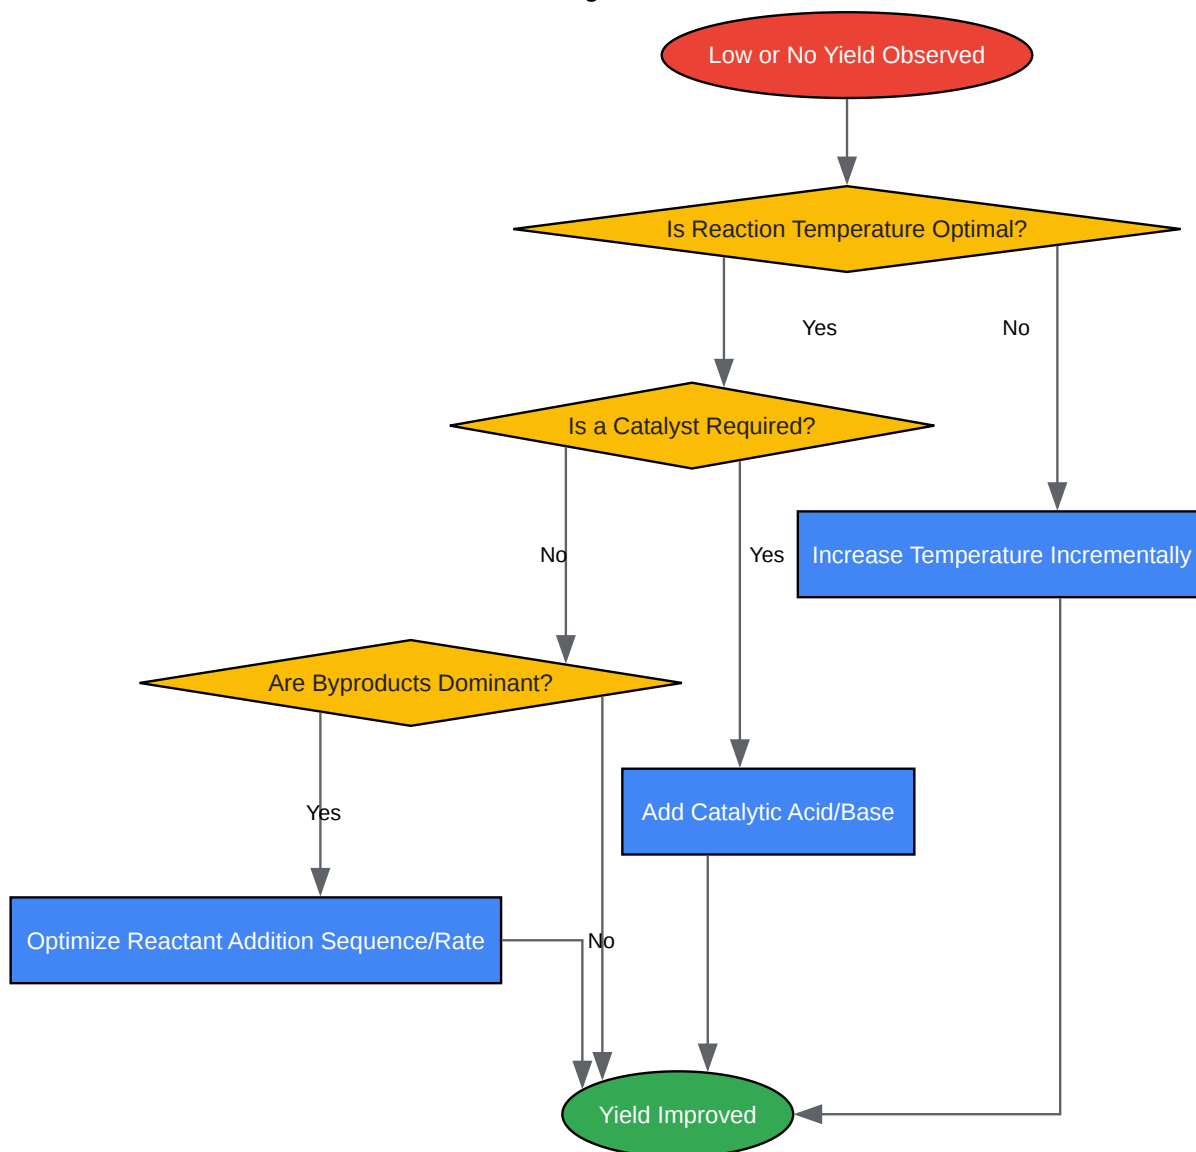 Low or No Yield Observed
Is Reaction Temperature Optimal?
Yes
No
Is a Catalyst Required?
No
Yes
Increase Temperature Incrementally
Are Byproducts Dominant?
Yes
Add Catalytic Acid/Base
Optimize Reactant Addition Sequence/Rate
No
Yield Improved